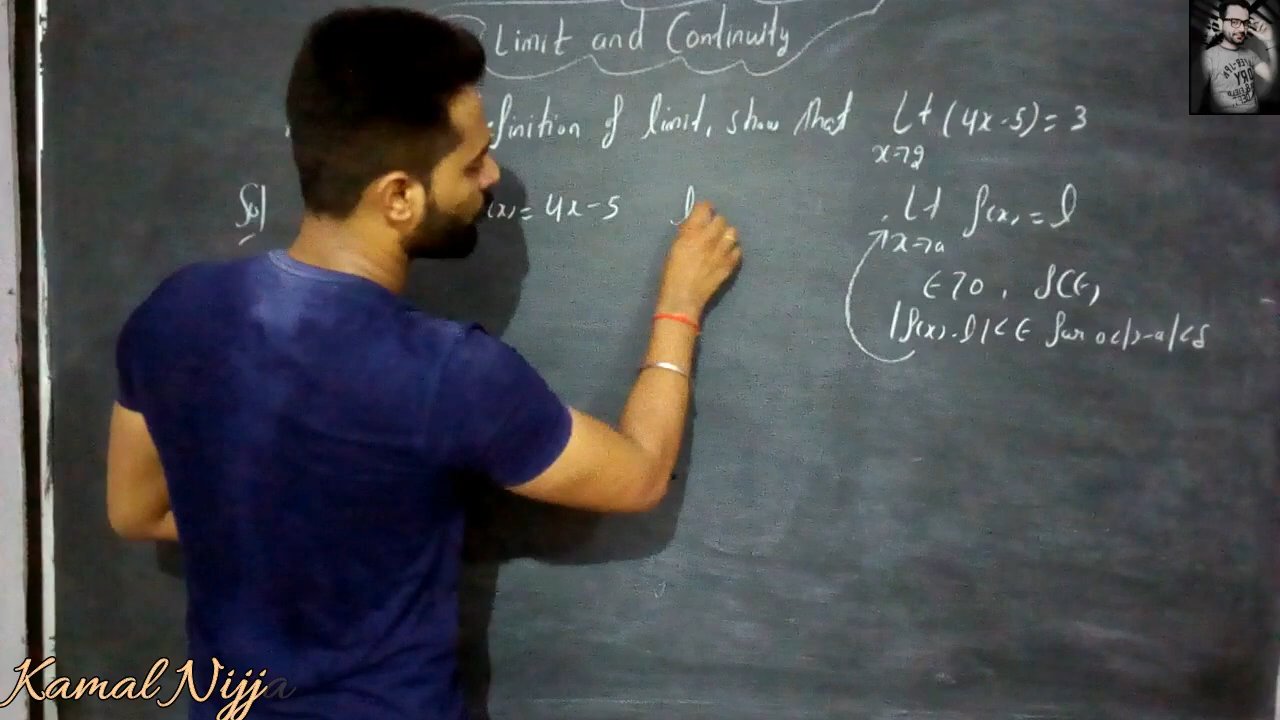 Limit and Continuity
finition of limit, show that Lt (4x-5) = 3
x→2
Sol (x) = 4x-5 l
Lt f(x) = l
x→a
∈>0, δ(∈)
|f(x)-l|<∈ for 0<|x-a|<δ
Kamal Nijja